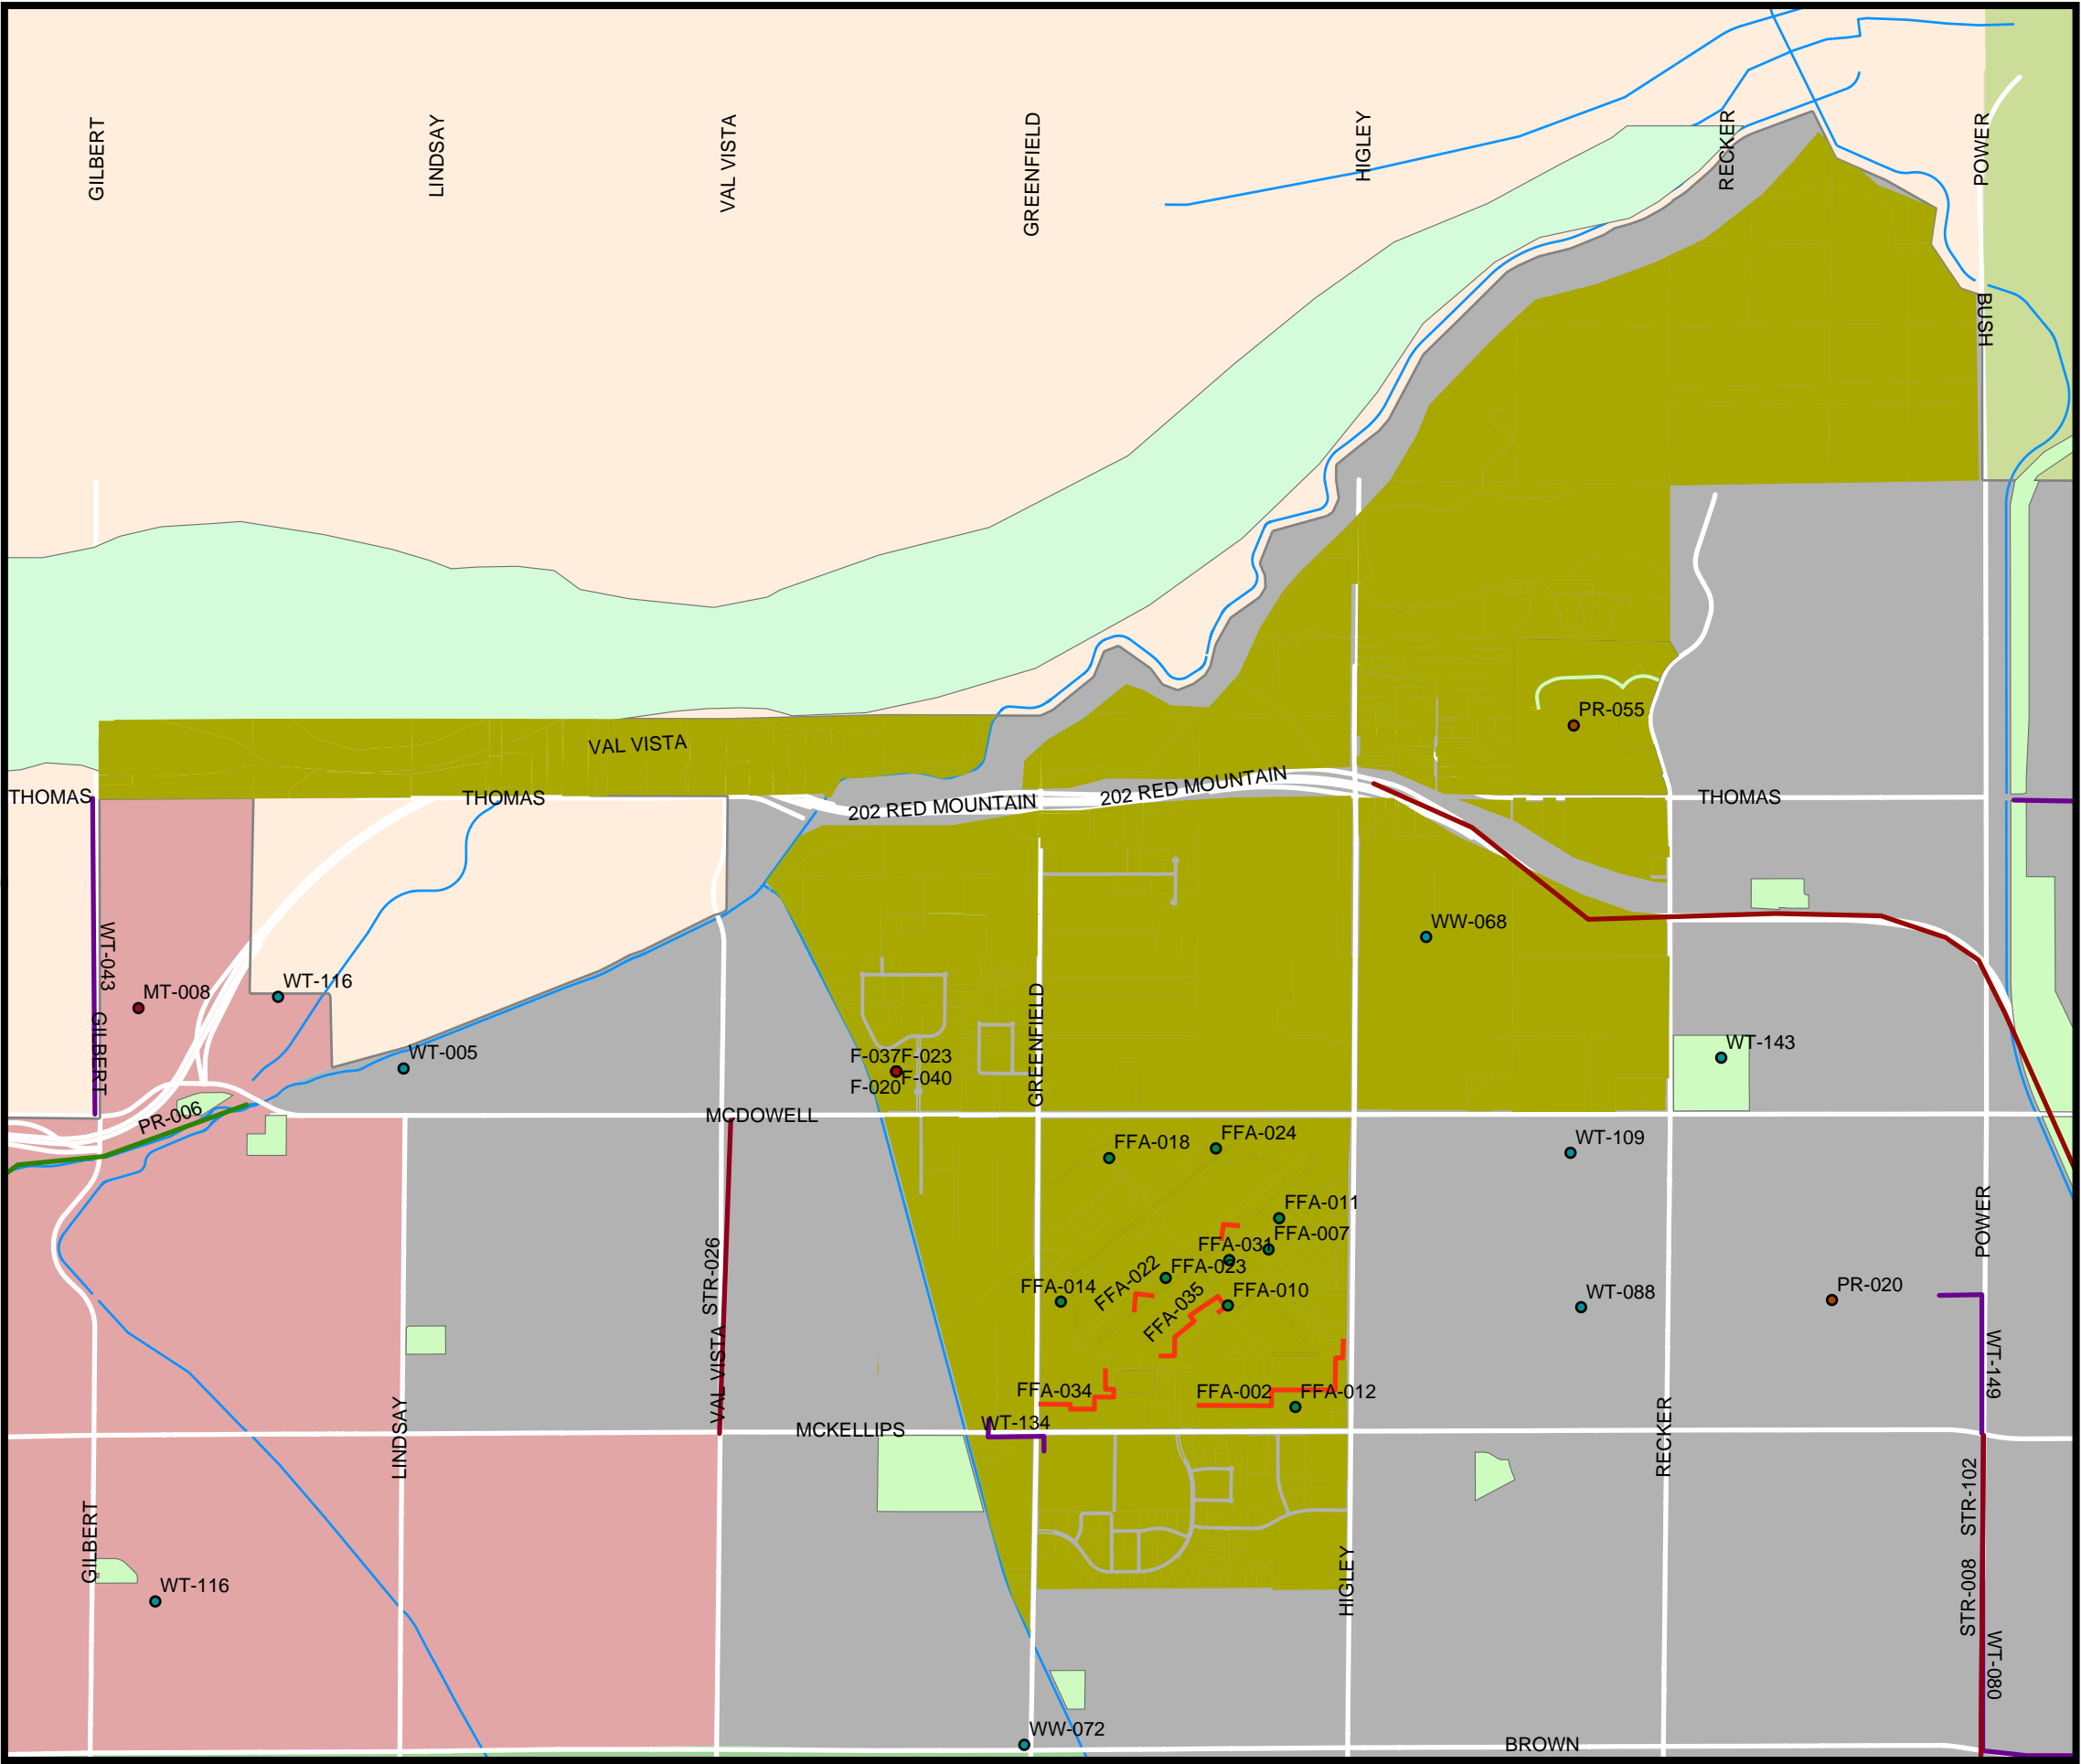 GILBERT
LINDSAY
VAL VISTA
GREENFIELD
HIGLEY
RECKER
POWER
BUSH
PR-055
VAL VISTA
THOMAS
THOMAS
202 RED MOUNTAIN
202 RED MOUNTAIN
THOMAS
WW-068
WT-043
MT-008
WT-116
GILBERT
WT-005
F-037
F-023
F-020
F-040
GREENFIELD
WT-143
PR-006
MCDOWELL
FFA-018
FFA-024
WT-109
FFA-011
FFA-007
FFA-031
FFA-023
FFA-022
FFA-014
FFA-035
FFA-010
WT-088
PR-020
POWER
STR-026
VAL VISTA
WT-149
FFA-034
FFA-002
FFA-012
WT-134
MCKELLIPS
LINDSAY
RECKER
STR-102
GILBERT
HIGLEY
STR-008
WT-116
WT-080
WW-072
BROWN